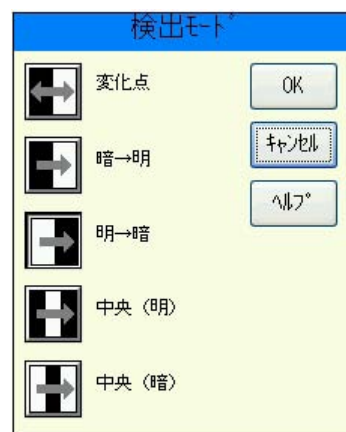 検出ﾓｰﾄﾞ
変化点
OK
暗→明
ｷｬﾝｾﾙ
ﾍﾙﾌﾟ
明→暗
中央（明）
中央（暗）